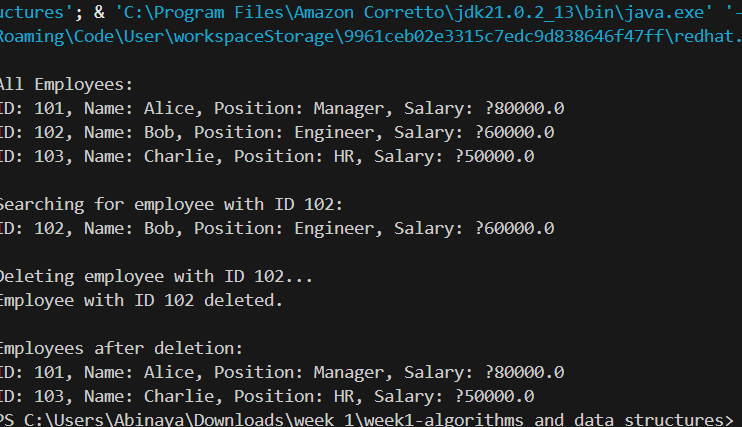 uctures'; & 'C:\Program Files\Amazon Corretto\jdk21.0.2_13\bin\java.exe' '-
Roaming\Code\User\workspaceStorage\9961ceb02e3315c7edc9d838646f47ff\redhat.
All Employees:
ID: 101, Name: Alice, Position: Manager, Salary: ?80000.0
ID: 102, Name: Bob, Position: Engineer, Salary: ?60000.0
ID: 103, Name: Charlie, Position: HR, Salary: ?50000.0
Searching for employee with ID 102:
ID: 102, Name: Bob, Position: Engineer, Salary: ?60000.0
Deleting employee with ID 102...
Employee with ID 102 deleted.
Employees after deletion:
ID: 101, Name: Alice, Position: Manager, Salary: ?80000.0
ID: 103, Name: Charlie, Position: HR, Salary: ?50000.0
PS C:\Users\Abinaya\Downloads\week 1\week1-algorithms and data structures>